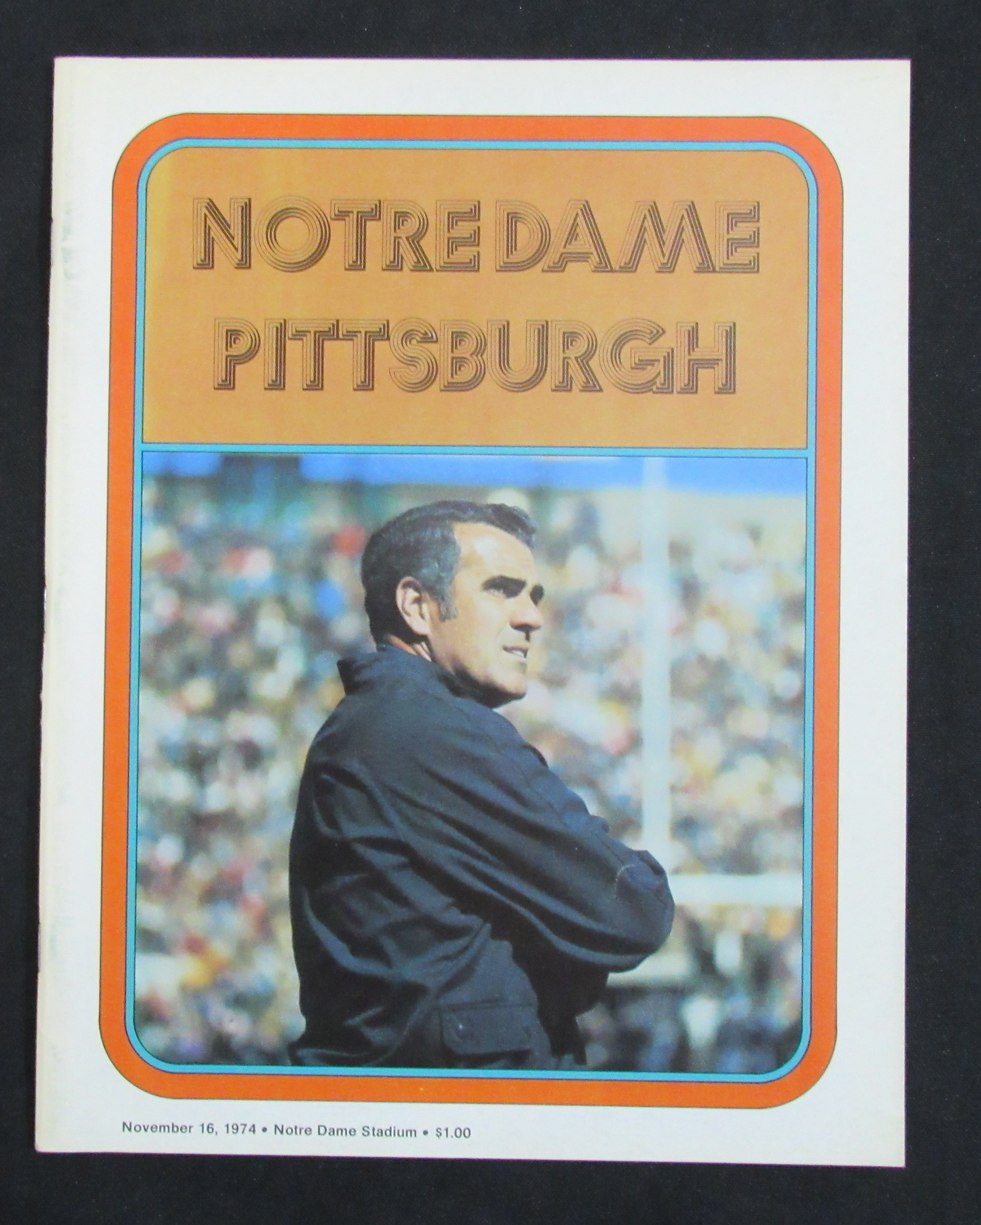 NOTRE DAME
PITTSBURGH
November 16, 1974 • Notre Dame Stadium • $1.00